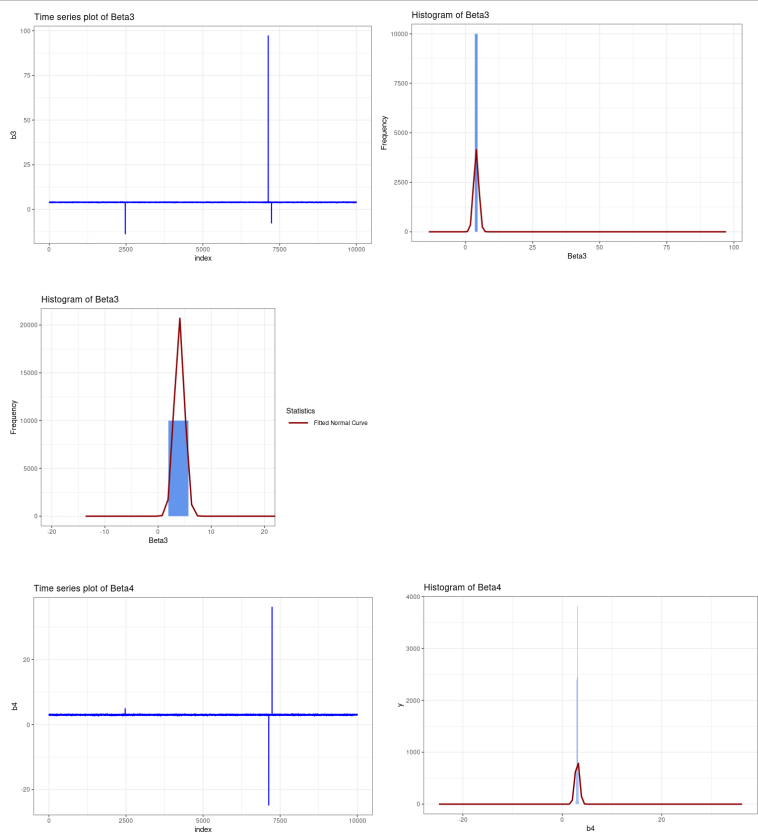 Time series plot of Beta3
100
75
50
25
0
b3
0 2500 5000 7500 10000
index
Histogram of Beta3
10000
7500
5000
2500
0
Frequency
0 25 50 75 100
Beta3
Histogram of Beta3
20000
15000
10000
5000
0
Frequency
-20 -10 0 10 20
Beta3
Statistics
Fitted Normal Curve
Time series plot of Beta4
20
0
-20
b4
0 2500 5000 7500 10000
index
Histogram of Beta4
4000
3000
2000
1000
0
y
-20 0 20
b4